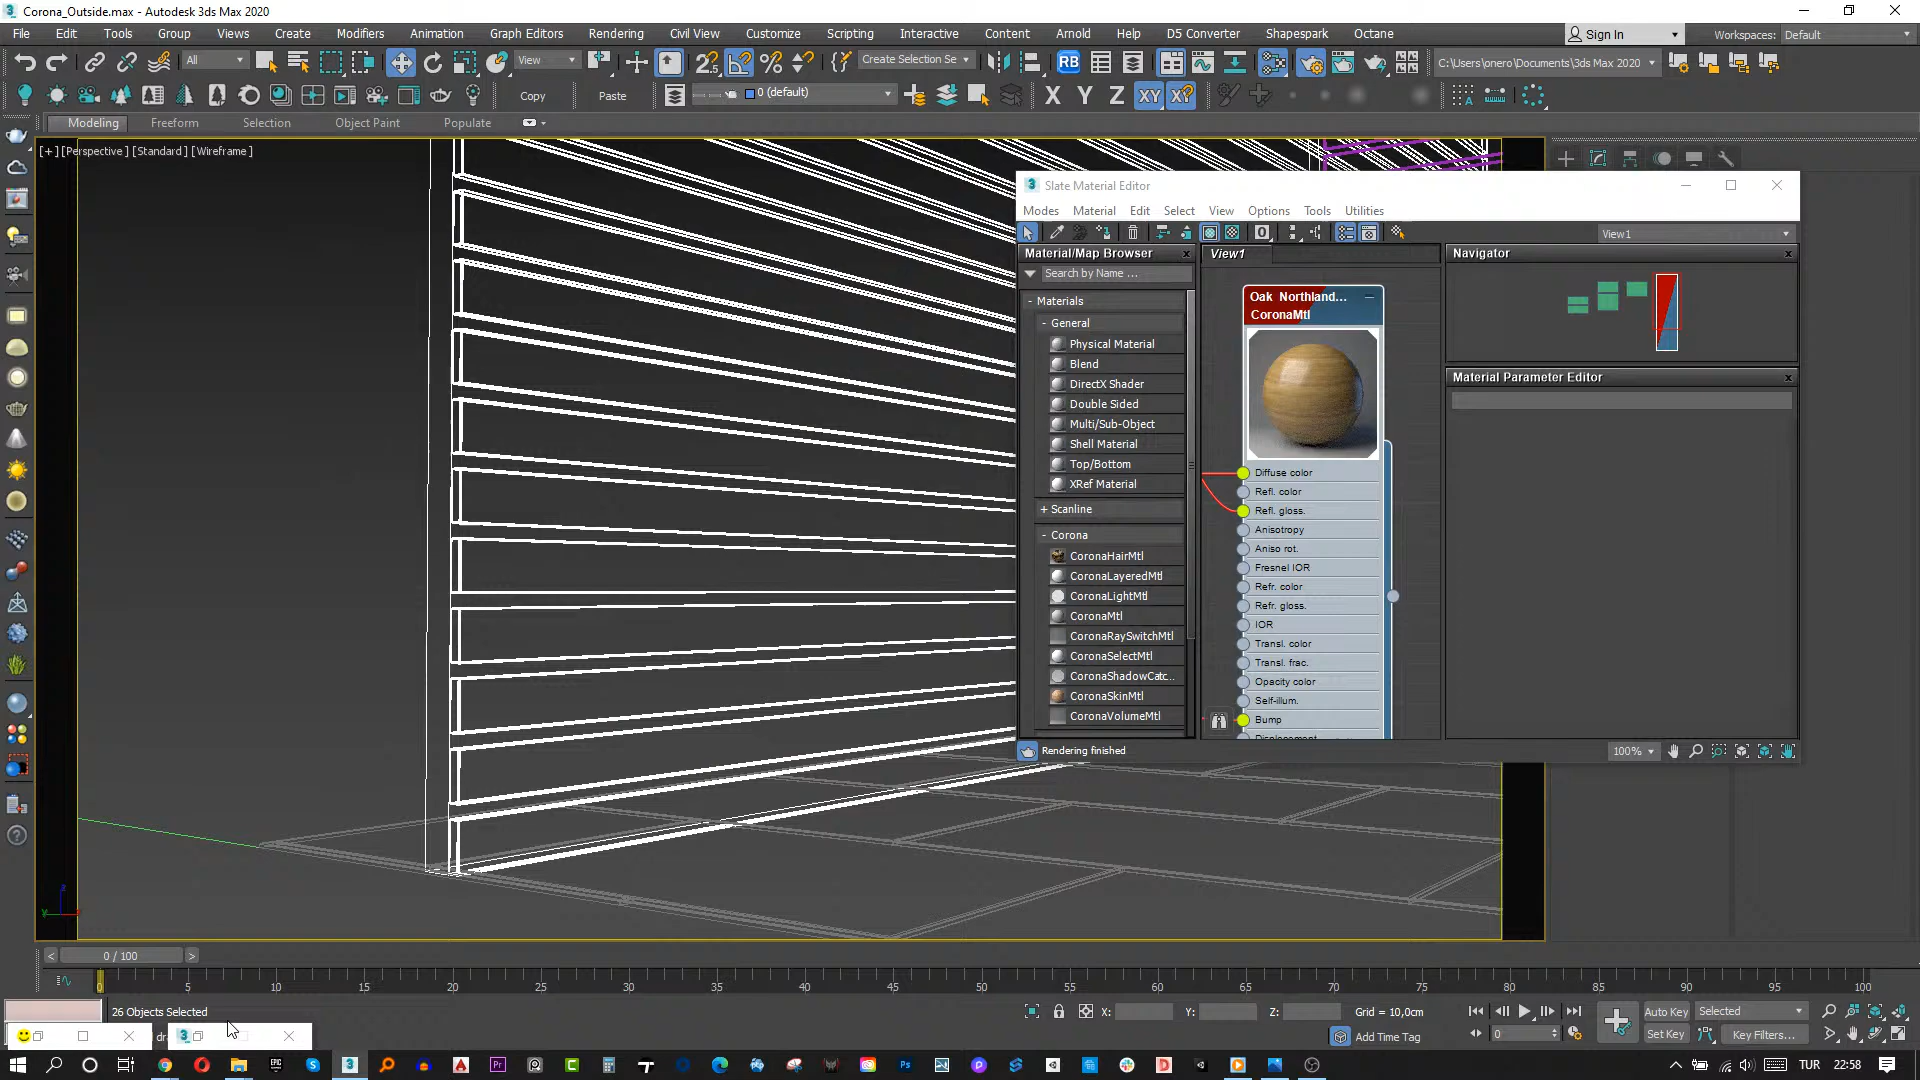 Corona_Outside.max - Autodesk 3ds Max 2020
File Edit Tools Group Views Create Modifiers Animation Graph Editors Rendering Civil View Customize Scripting Interactive Content Arnold Help D5 Converter Shapespark Octane
Sign In
Workspaces: Default
All
View
Create Selection Se
RB
C:\Users\onero\Documents\3ds Max 2020
Copy
Paste
0 (default)
X Y Z XY XY
Modeling Freeform Selection Object Paint Populate
[+] [Perspective ] [Standard ] [Wireframe ]
Slate Material Editor
Modes Material Edit Select View Options Tools Utilities
View1
Material/Map Browser
View1
Navigator
Search by Name ...
- Materials
- General
Physical Material
Blend
DirectX Shader
Double Sided
Multi/Sub-Object
Shell Material
Top/Bottom
XRef Material
+ Scanline
- Corona
CoronaHairMtl
CoronaLayeredMtl
CoronaLightMtl
CoronaMtl
CoronaRaySwitchMtl
CoronaSelectMtl
CoronaShadowCatc...
CoronaSkinMtl
CoronaVolumeMtl
Oak Northland...
CoronaMtl
Diffuse color
Refl. color
Refl. gloss.
Anisotropy
Aniso rot.
Fresnel IOR
Refr. color
Refr. gloss.
IOR
Transl. color
Transl. frac.
Opacity color
Self-illum.
Bump
Displacement
Material Parameter Editor
Rendering finished
100%
0 / 100
0 5 10 15 20 25 30 35 40 45 50 55 60 65 70 75 80 85 90 95 100
26 Objects Selected
X:
Y:
Z:
Grid = 10,0cm
Add Time Tag
Auto Key
Selected
Set Key
Key Filters...
0
TUR
22:58